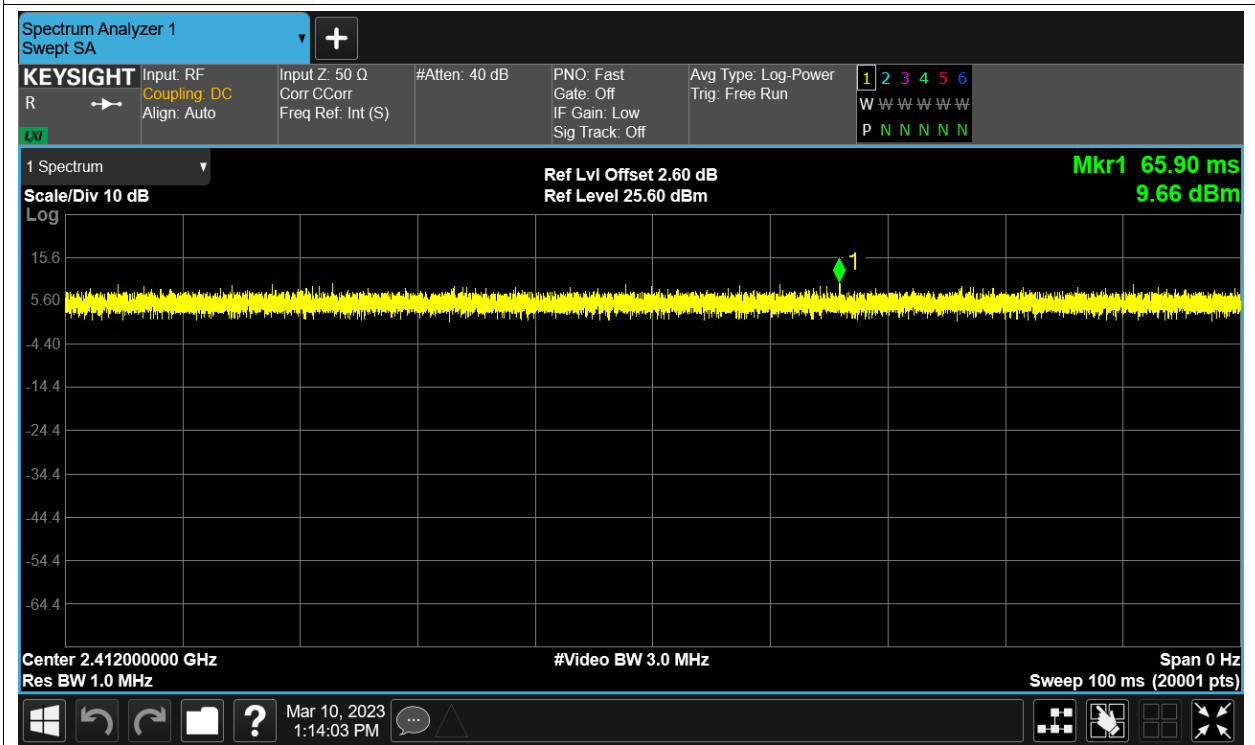 Spectrum Analyzer 1
Swept SA
KEYSIGHT
R
LXI
Input: RF
Coupling: DC
Align: Auto
Input Z: 50 Ω
Corr CCorr
Freq Ref: Int (S)
#Atten: 40 dB
PNO: Fast
Gate: Off
IF Gain: Low
Sig Track: Off
Avg Type: Log-Power
Trig: Free Run
1 2 3 4 5 6
W W W W W W
P N N N N N
1 Spectrum
Scale/Div 10 dB
Ref Lvl Offset 2.60 dB
Ref Level 25.60 dBm
Mkr1 65.90 ms
9.66 dBm
Log
15.6
5.60
-4.40
-14.4
-24.4
-34.4
-44.4
-54.4
-64.4
1
Center 2.412000000 GHz
Res BW 1.0 MHz
#Video BW 3.0 MHz
Span 0 Hz
Sweep 100 ms (20001 pts)
?
Mar 10, 2023
1:14:03 PM